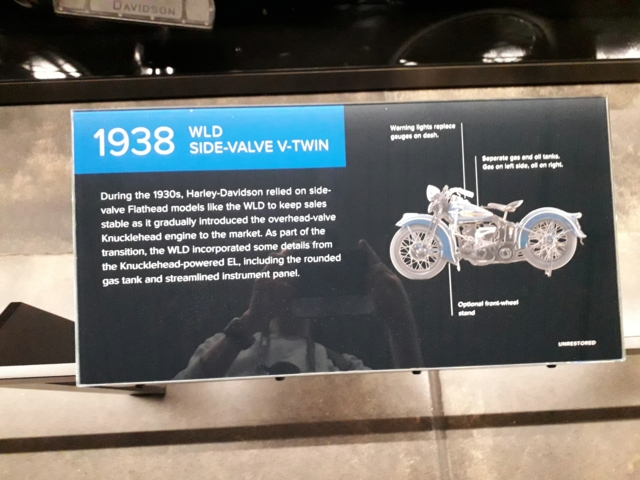 DAVIDSON
1938
WLD
SIDE-VALVE V-TWIN
During the 1930s, Harley-Davidson relied on side-
valve Flathead models like the WLD to keep sales
stable as it gradually introduced the overhead-valve
Knucklehead engine to the market. As part of the
transition, the WLD incorporated some details from
the Knucklehead-powered EL, including the rounded
gas tank and streamlined instrument panel.
Warning lights replace
gauges on dash.
Separate gas and oil tanks.
Gas on left side, oil on right.
Optional front-wheel
stand
UNRESTORED